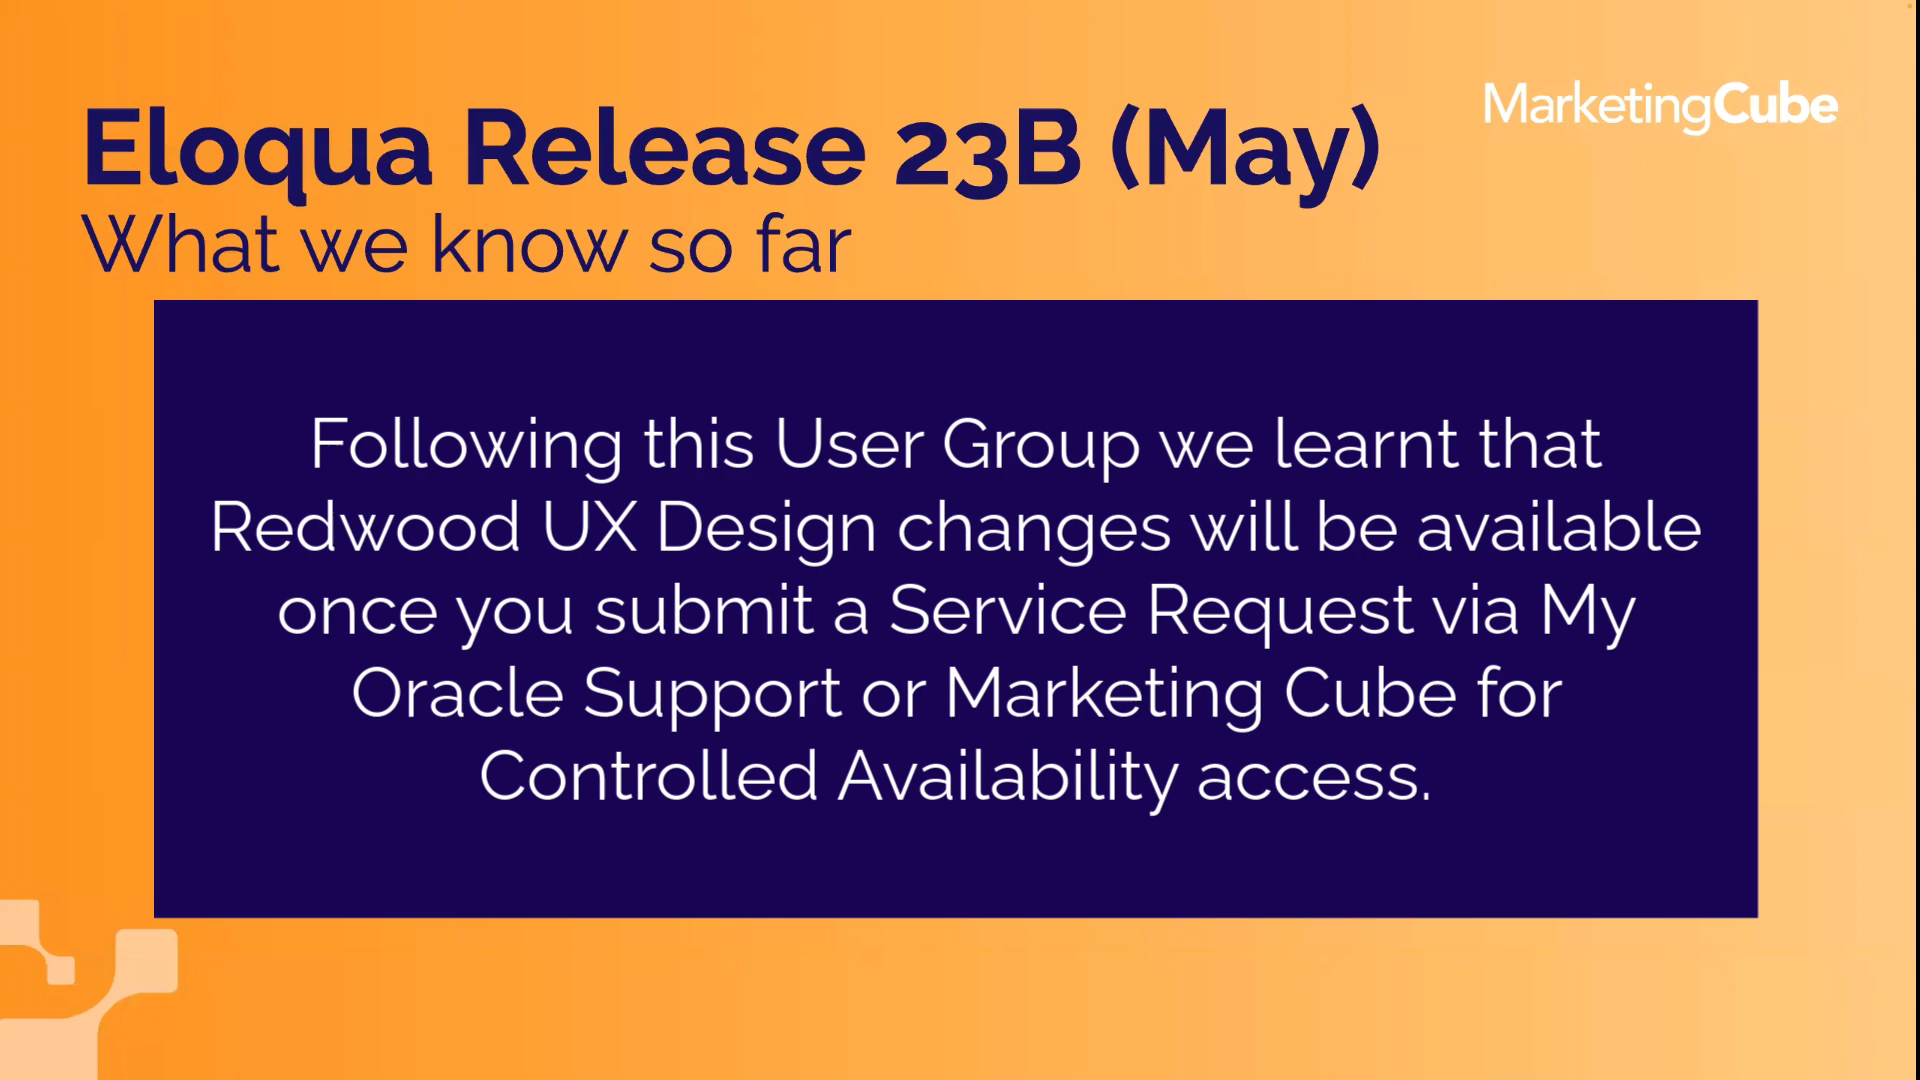 MarketingCube
Eloqua Release 23B (May)
What we know so far
Following this User Group we learnt that
Redwood UX Design changes will be available
once you submit a Service Request via My
Oracle Support or Marketing Cube for
Controlled Availability access.